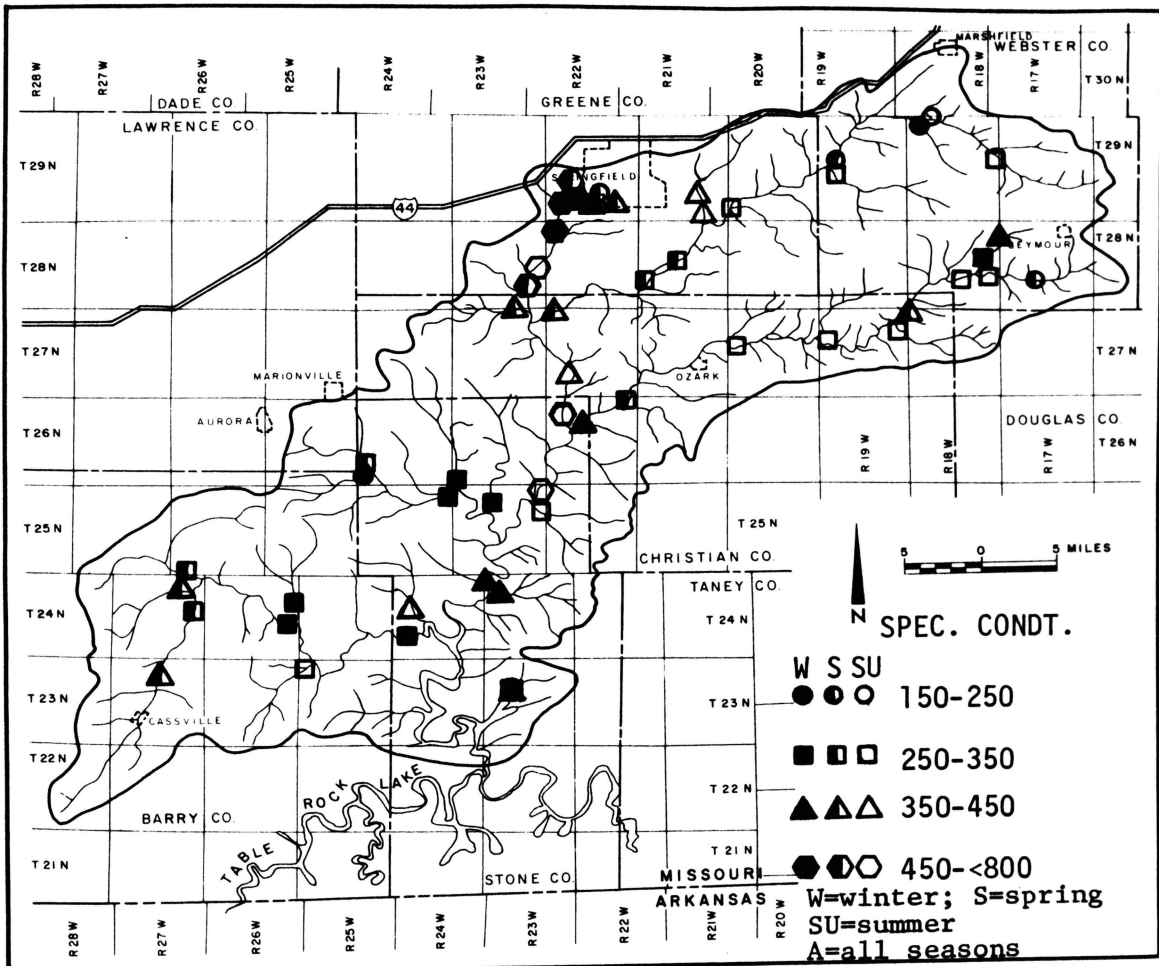 MARSHFIELD
WEBSTER CO.
R28W
R27W
R26W
R25W
R24W
R23W
R22W
R21W
R20W
R19W
R18W
R17W
T30N
DADE CO
GREENE CO.
LAWRENCE CO.
T29N
T29N
SPRINGFIELD
44
T28N
T28N
SEYMOUR
T27N
T27N
MARIONVILLE
OZARK
AURORA
DOUGLAS CO.
T26N
T26N
R19W
R18W
R17W
T25N
T25N
CHRISTIAN CO.
5 0 5 MILES
TANEY CO.
T24N
T24N
N
SPEC. CONDT.
W S SU
150-250
T23N
T23N
CASSVILLE
250-350
T22N
T22N
TABLE ROCK LAKE
350-450
BARRY CO.
T21N
T21N
STONE CO.
MISSOURI
ARKANSAS
450-<800
W=winter; S=spring
SU=summer
A=all seasons
R28W
R27W
R26W
R25W
R24W
R23W
R22W
R21W
R20W